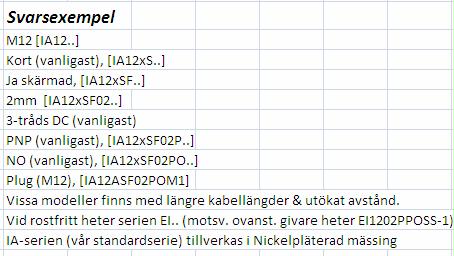 Svarsexempel
M12 [IA12..]
Kort (vanligast), [IA12xS..]
Ja skärmad, [IA12xSF..]
2mm  [IA12xSF02..]
3-tråds DC (vanligast)
PNP (vanligast), [IA12xSF02P..]
NO (vanligast), [IA12xSF02PO..]
Plug (M12), [IA12ASF02POM1]
Vissa modeller finns med längre kabellängder & utökat avstånd.
Vid rostfritt heter serien EI.. (motsv. ovanst. givare heter EI1202PPOSS-1)
IA-serien (vår standardserie) tillverkas i Nickelpläterad mässing